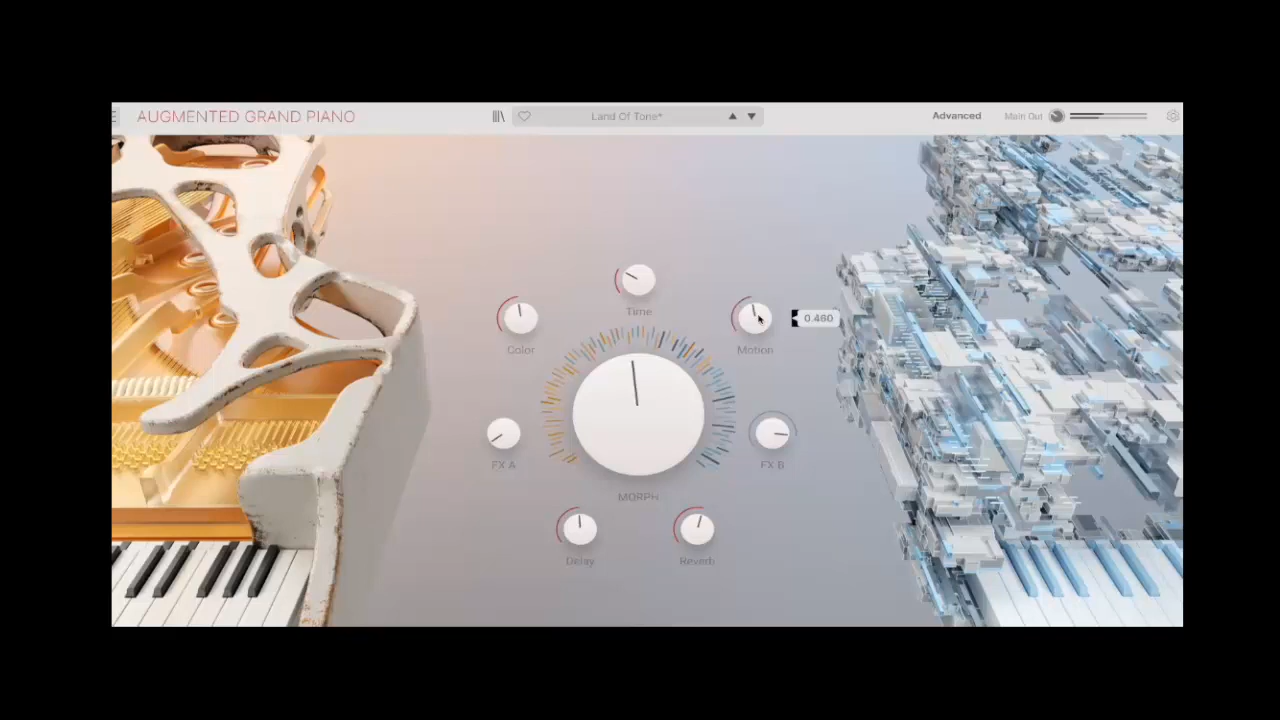 AUGMENTED GRAND PIANO
Land Of Tone*
Advanced
Main Out
Time
Color
Motion
0.460
FX A
FX B
MORPH
Delay
Reverb